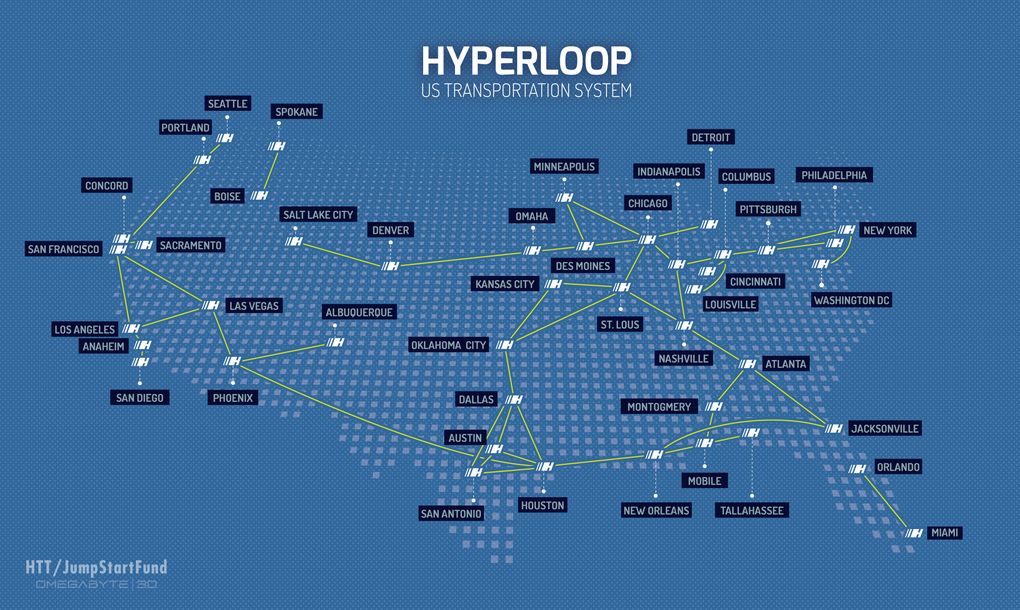 HYPERLOOP
US TRANSPORTATION SYSTEM
SEATTLE
SPOKANE
PORTLAND
DETROIT
MINNEAPOLIS
INDIANAPOLIS
COLUMBUS
PHILADELPHIA
CONCORD
BOISE
CHICAGO
PITTSBURGH
SALT LAKE CITY
OMAHA
DENVER
NEW YORK
SAN FRANCISCO
SACRAMENTO
DES MOINES
KANSAS CITY
CINCINNATI
WASHINGTON DC
LAS VEGAS
LOUISVILLE
ALBUQUERQUE
ST. LOUS
LOS ANGELES
ANAHEIM
OKLAHOMA CITY
NASHVILLE
ATLANTA
SAN DIEGO
PHOENIX
DALLAS
MONTOGMERY
JACKSONVILLE
AUSTIN
ORLANDO
MOBILE
SAN ANTONIO
HOUSTON
NEW ORLEANS
TALLAHASSEE
MIAMI
HTT/JumpStartFund
OMEGABYTE|3D